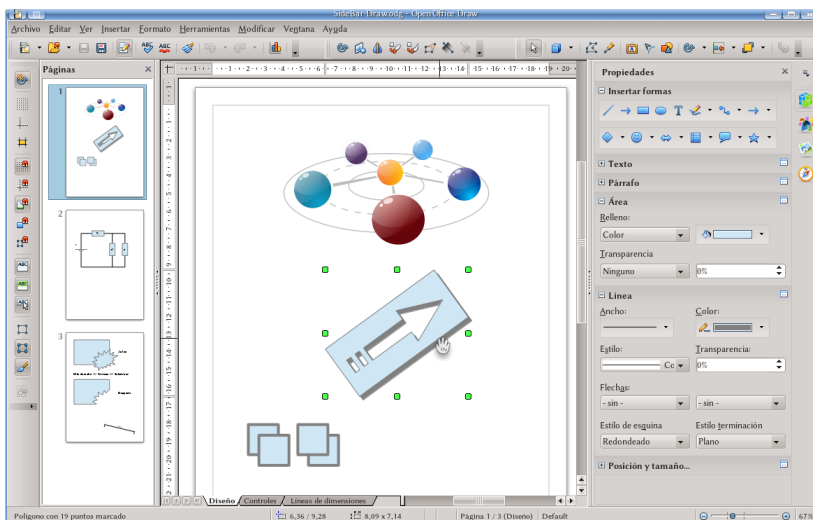 SideBar-Draw.odg - OpenOffice Draw
Archivo Editar Ver Insertar Formato Herramientas Modificar Ventana Ayuda
Páginas
1
2
3
Propiedades
Insertar formas
Texto
Párrafo
Área
Relleno:
Color
Transparencia
Ninguno 0%
Línea
Ancho: Color:
Estilo: Transparencia:
Cc 0%
Flechas:
- sin - - sin -
Estilo de esquina Estilo terminación
Redondeado Plano
Posición y tamaño...
Diseño Controles Líneas de dimensiones
Polígono con 19 puntos marcado 6,36 / 9,28 8,09 x 7,14 Página 1 / 3 (Diseño) Default 67%